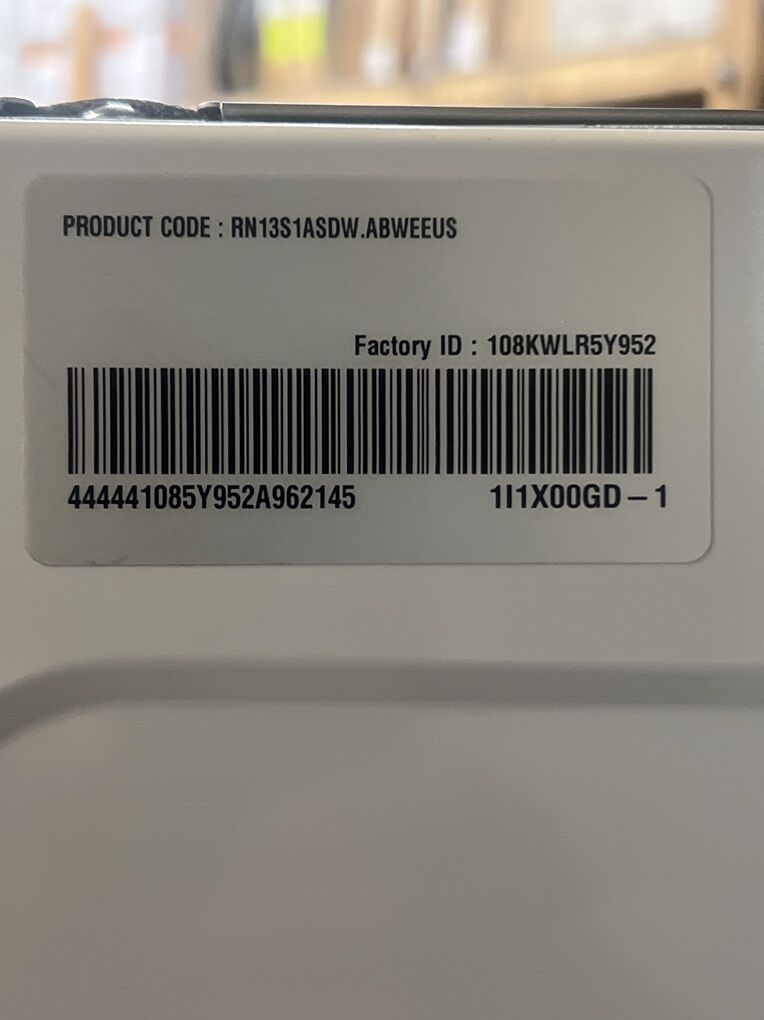 PRODUCT CODE : RN13S1ASDW.ABWEEUS
Factory ID : 108KWLR5Y952
444441085Y952A962145 1I1X00GD – 1